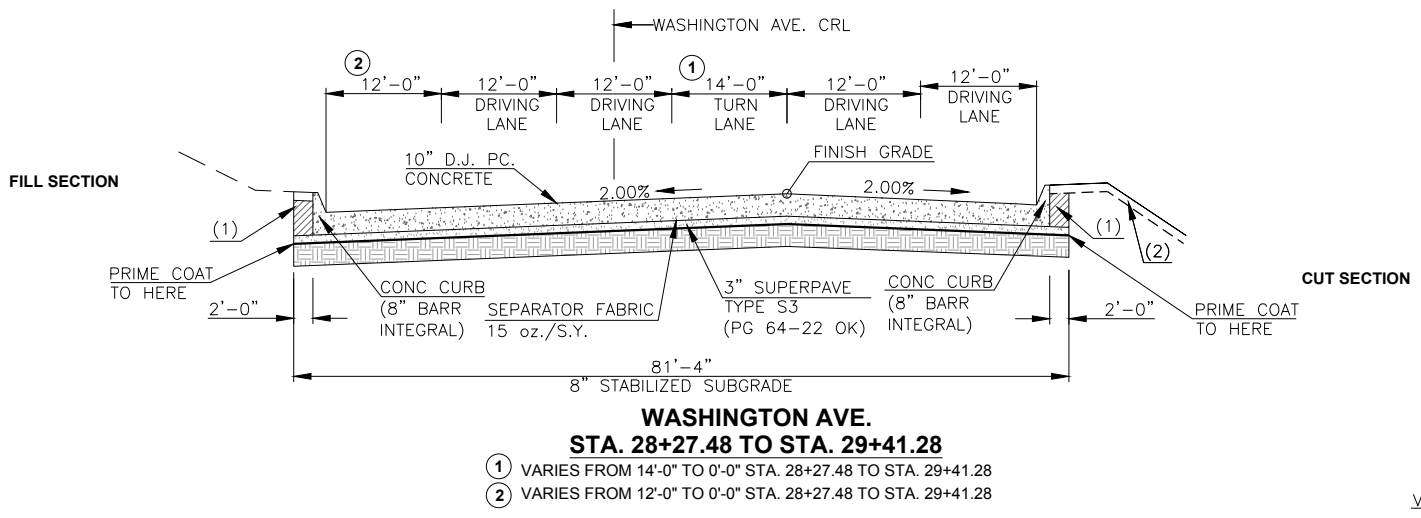 WASHINGTON AVE. CRL
2 1
12'-0" 12'-0" 12'-0" 14'-0" 12'-0" 12'-0"
DRIVING LANE
DRIVING LANE
TURN LANE
DRIVING LANE
DRIVING LANE
FINISH GRADE
10" D.J. PC.
CONCRETE
FILL SECTION
2.00% 2.00%
(1) (1)
(2)
PRIME COAT
TO HERE
CONC CURB
(8" BARR
INTEGRAL)
SEPARATOR FABRIC
15 oz./S.Y.
3" SUPERPAVE
TYPE S3
(PG 64-22 OK)
CONC CURB
(8" BARR
INTEGRAL)
CUT SECTION
PRIME COAT
TO HERE
2'-0" 2'-0"
81'-4"
8" STABILIZED SUBGRADE
WASHINGTON AVE.
STA. 28+27.48 TO STA. 29+41.28
1 VARIES FROM 14'-0" TO 0'-0" STA. 28+27.48 TO STA. 29+41.28
2 VARIES FROM 12'-0" TO 0'-0" STA. 28+27.48 TO STA. 29+41.28